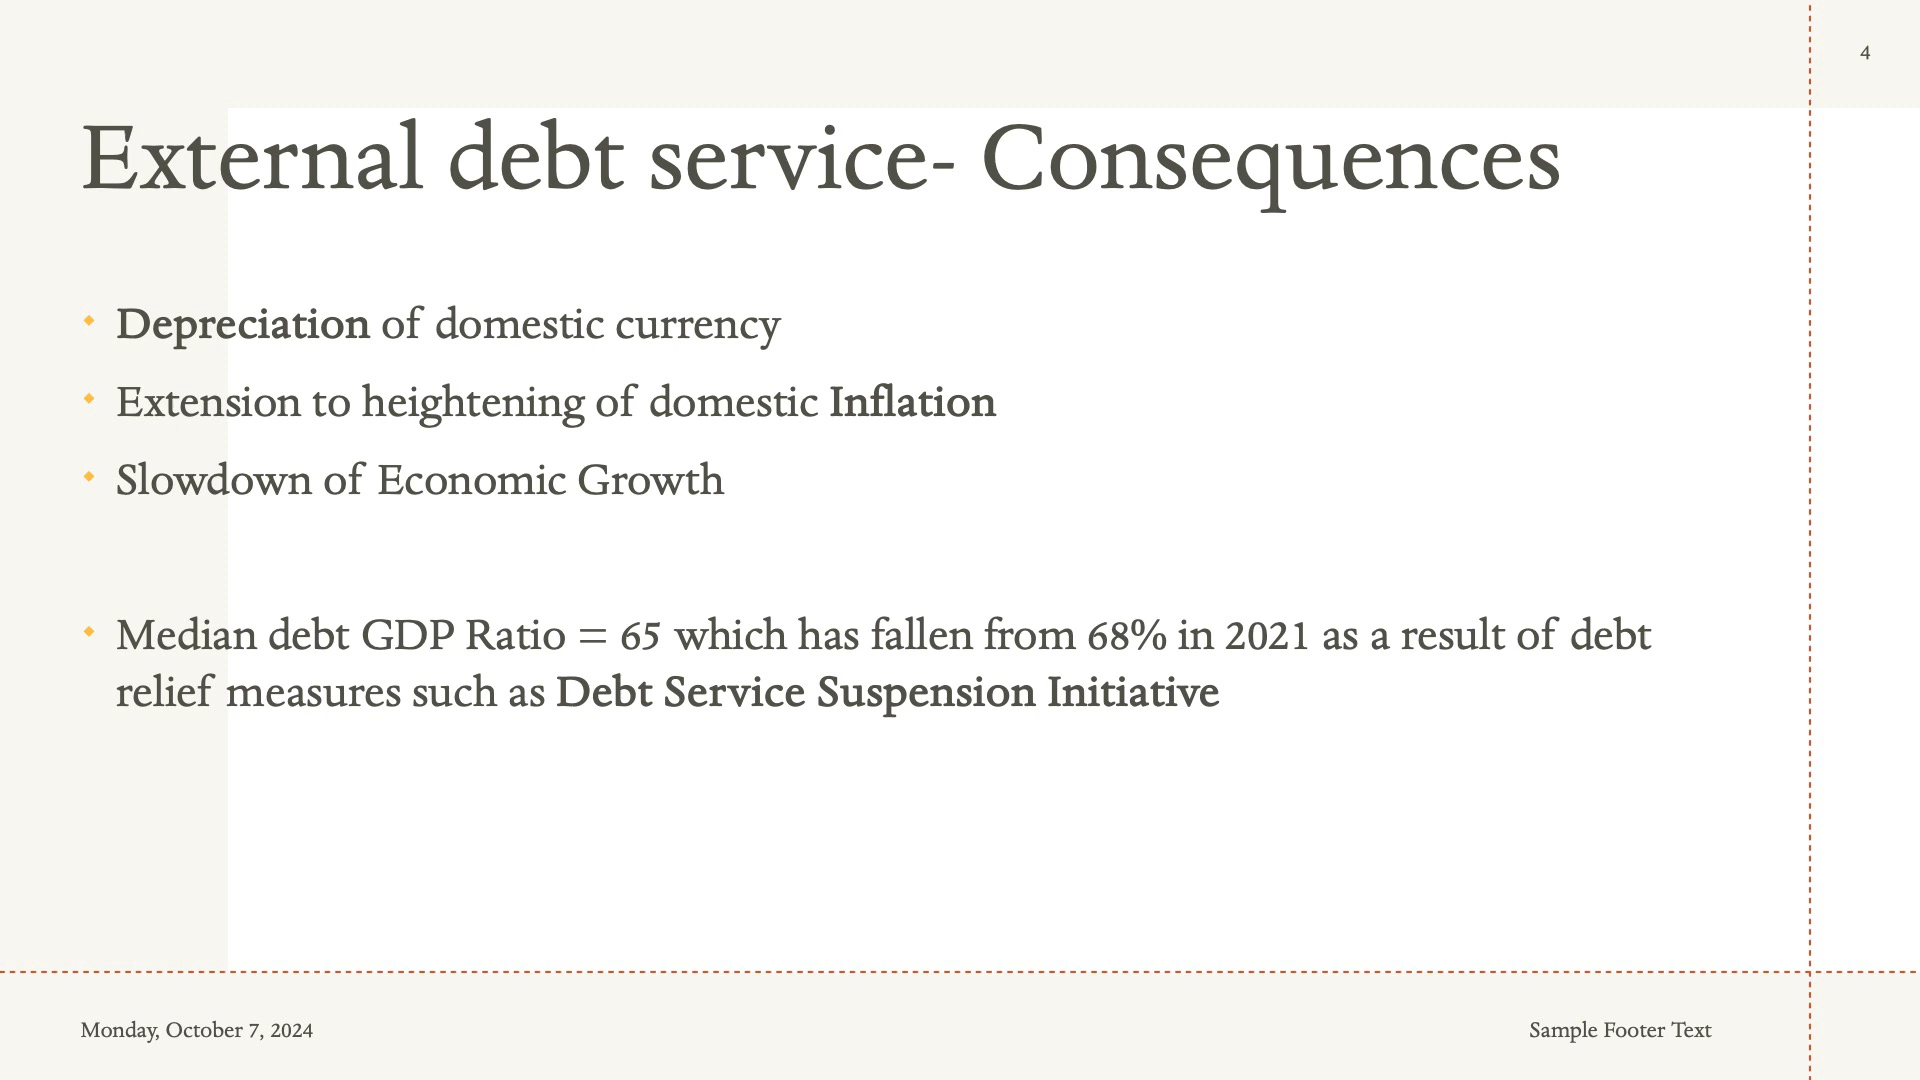 4
External debt service- Consequences
Depreciation of domestic currency
Extension to heightening of domestic Inflation
Slowdown of Economic Growth
Median debt GDP Ratio = 65 which has fallen from 68% in 2021 as a result of debt
relief measures such as Debt Service Suspension Initiative
Monday, October 7, 2024
Sample Footer Text